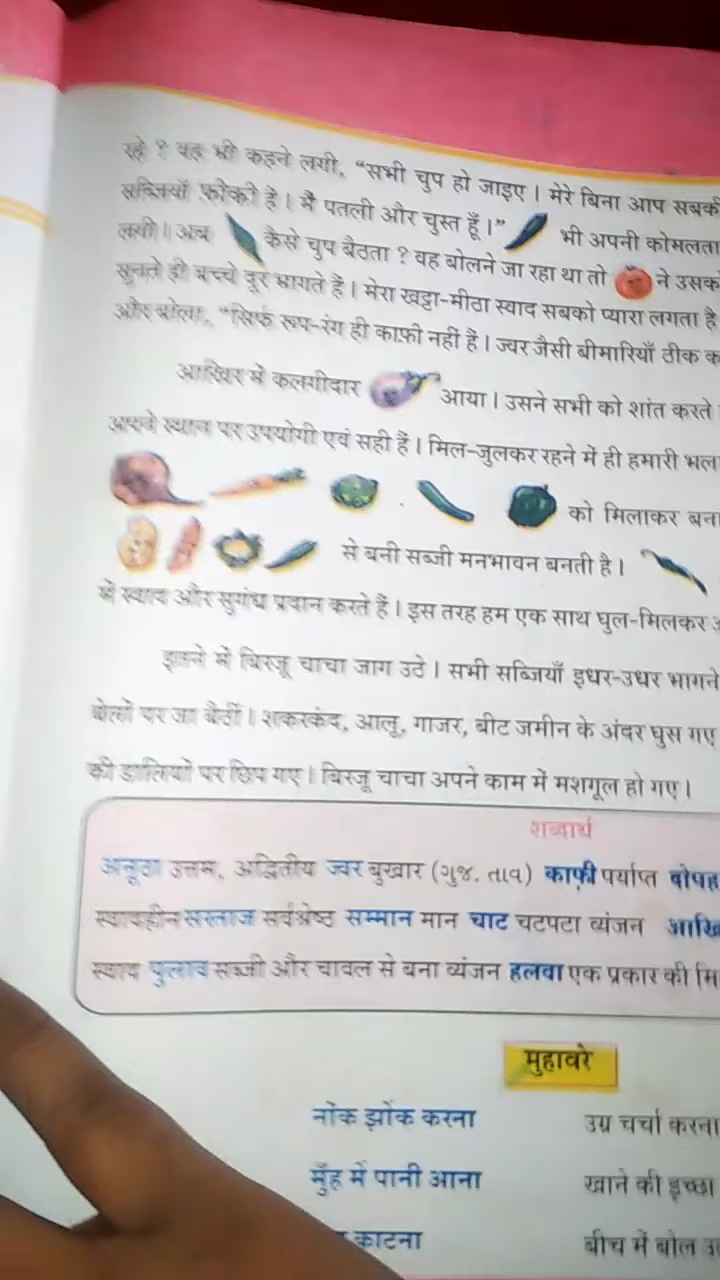 रहे ? वह भी कहने लगी, “सभी चुप हो जाइए । मेरे बिना आप सबकी
सब्जियाँ फ़ीकी है । मैं पतली और चुस्त हूँ ।” भी अपनी कोमलता
लगी । अब कैसे चुप बैठता ? वह बोलने जा रहा था तो ने उसको
सुनते ही बच्चे दूर भागते हैं । मेरा खट्टा-मीठा स्वाद सबको प्यारा लगता है
और बोला, “सिर्फ रूप-रंग ही काफ़ी नहीं है । ज्वर जैसी बीमारियाँ ठीक क
आखिर में कलगीदार आया । उसने सभी को शांत करते
अपने स्थान पर उपयोगी एवं सही हैं । मिल-जुलकर रहने में ही हमारी भला
को मिलाकर बना
से बनी सब्जी मनभावन बनती है ।
में स्वाद और सुगंध प्रदान करते हैं । इस तरह हम एक साथ घुल-मिलकर
इतने में बिरजू चाचा जाग उठे । सभी सब्जियाँ इधर-उधर भागने
बेलों पर जा बैठीं । शकरकंद, आलू, गाजर, बीट जमीन के अंदर घुस गए
की डालियों पर छिप गए । बिरजू चाचा अपने काम में मशगूल हो गए ।
शब्दार्थ
अनूठा उत्तम, अद्वितीय ज्वर बुखार (गुज. તાવ) काफ़ी पर्याप्त दोपह
स्वादहीन सरताज सर्वश्रेष्ठ सम्मान मान चाट चटपटा व्यंजन आखि
स्वाद पुलाव सब्जी और चावल से बना व्यंजन हलवा एक प्रकार की मि
मुहावरे
नोंक झोंक करना उग्र चर्चा करना
मुँह में पानी आना खाने की इच्छा
काटना बीच में बोल